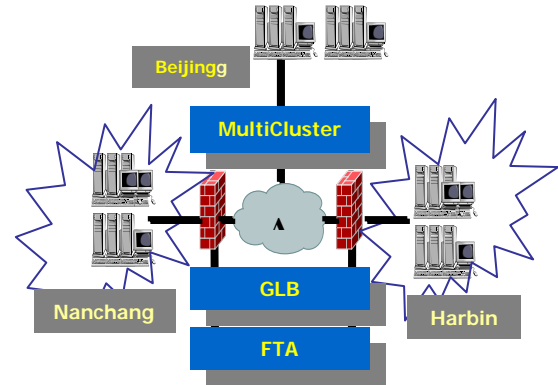 Beijingg
MultiCluster
GLB
Nanchang
Harbin
FTA